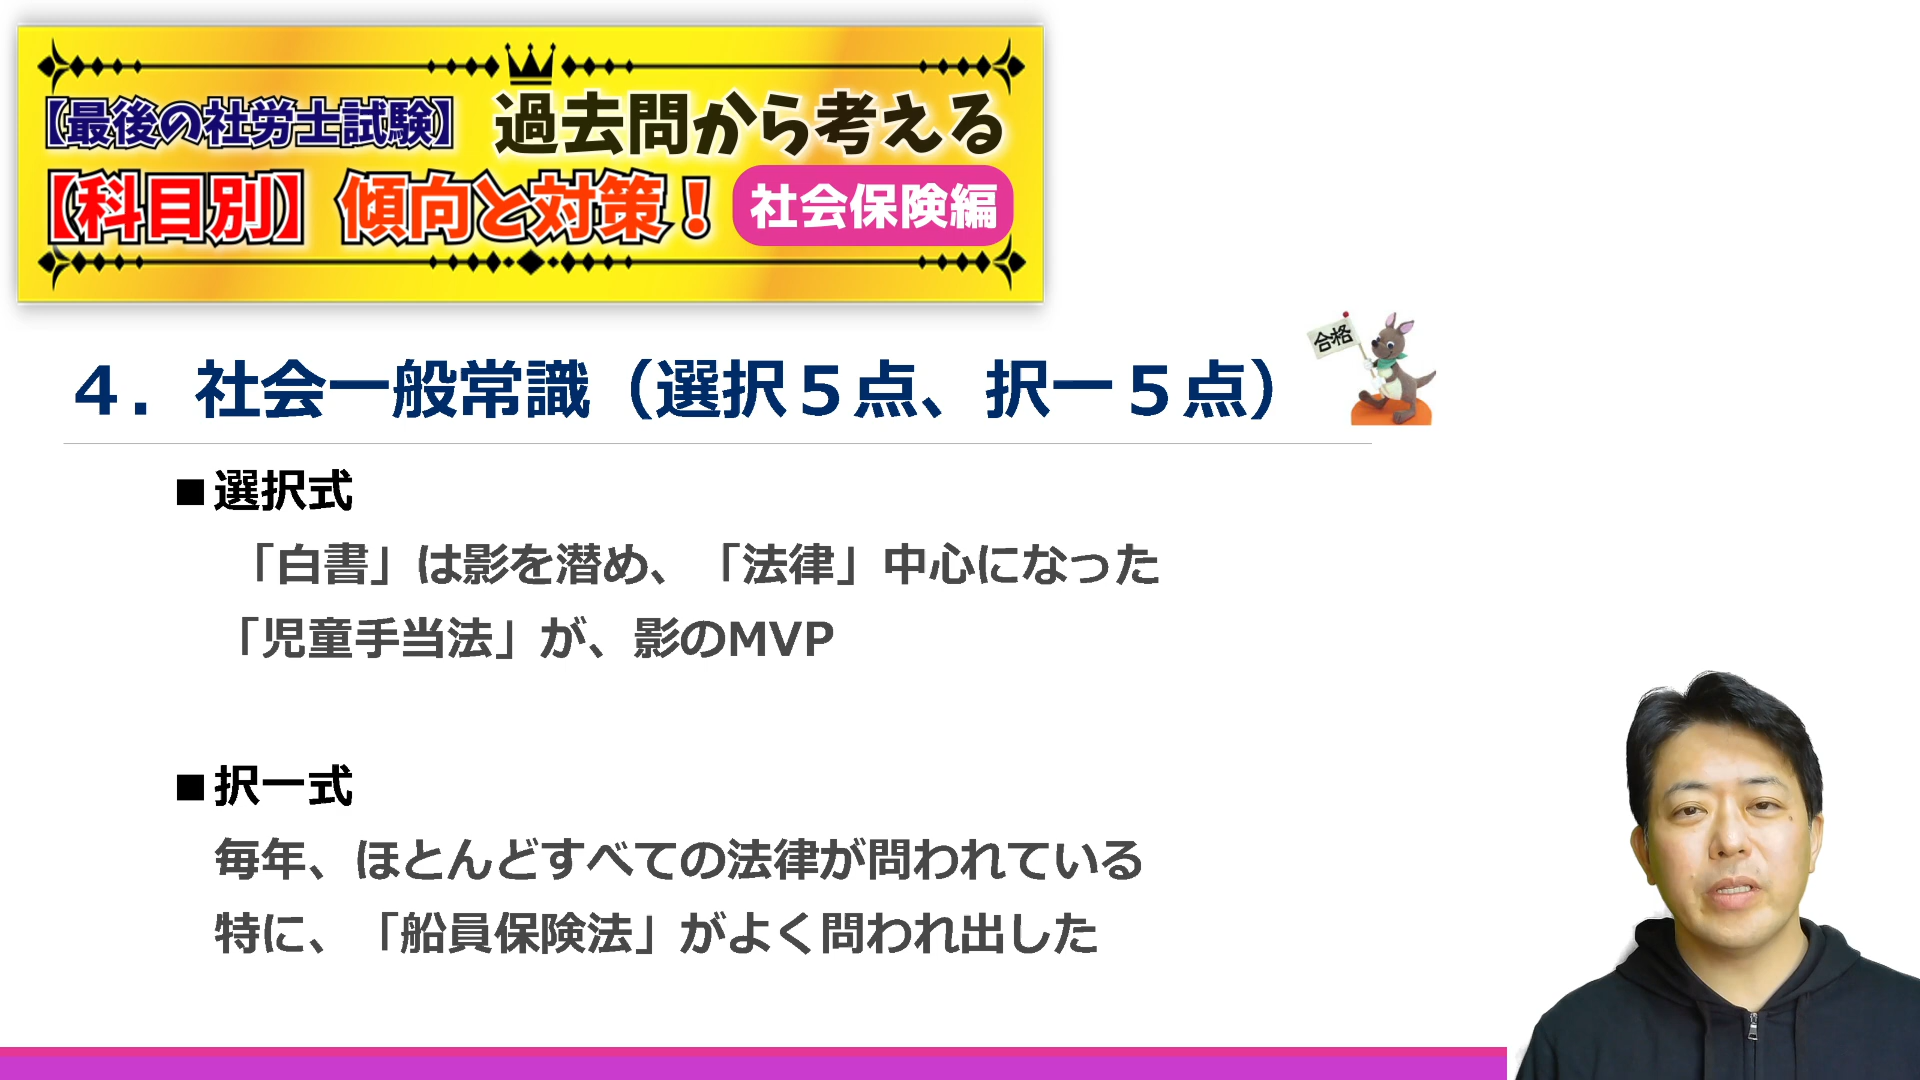 【最後の社労士試験】 過去問から考える
【科目別】 傾向と対策！ 社会保険編
４．社会一般常識（選択５点、択一５点）
合格
■選択式
「白書」は影を潜め、「法律」中心になった
「児童手当法」が、影のMVP
■択一式
毎年、ほとんどすべての法律が問われている
特に、「船員保険法」がよく問われ出した